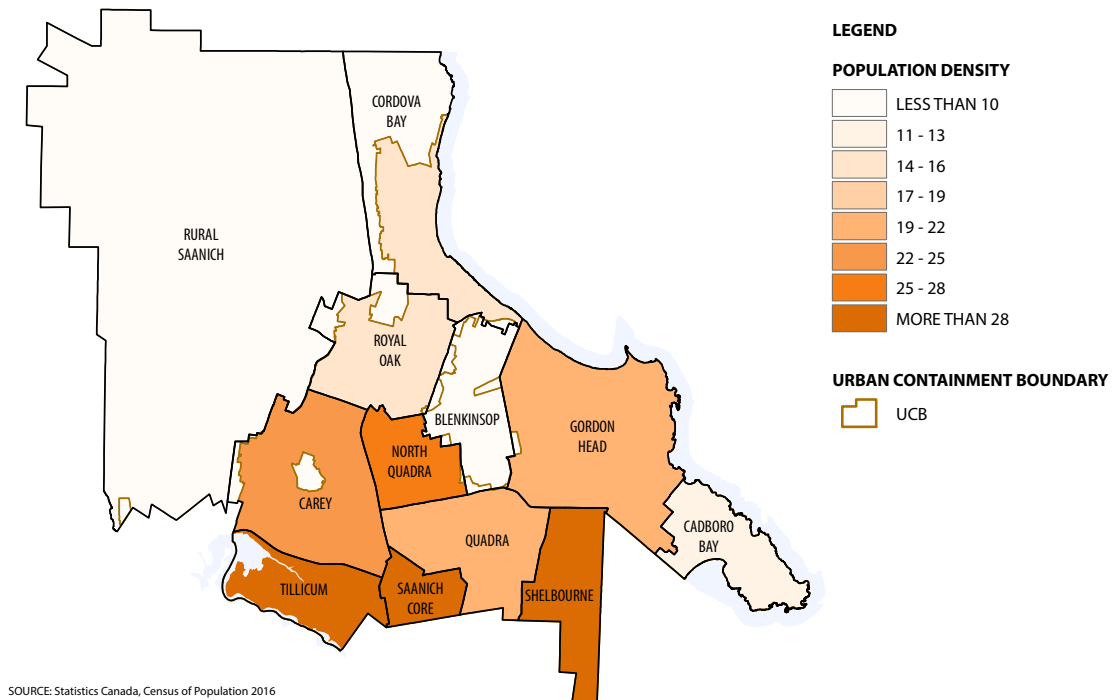 CORDOVA
BAY
RURAL
SAANICH
ROYAL
OAK
BLENKINSOP
GORDON
HEAD
NORTH
QUADRA
CAREY
CADBORO
BAY
QUADRA
TILLICUM
SAANICH
CORE
SHELBOURNE
SOURCE: Statistics Canada, Census of Population 2016
LEGEND
POPULATION DENSITY
LESS THAN 10
11 - 13
14 - 16
17 - 19
19 - 22
22 - 25
25 - 28
MORE THAN 28
URBAN CONTAINMENT BOUNDARY
UCB